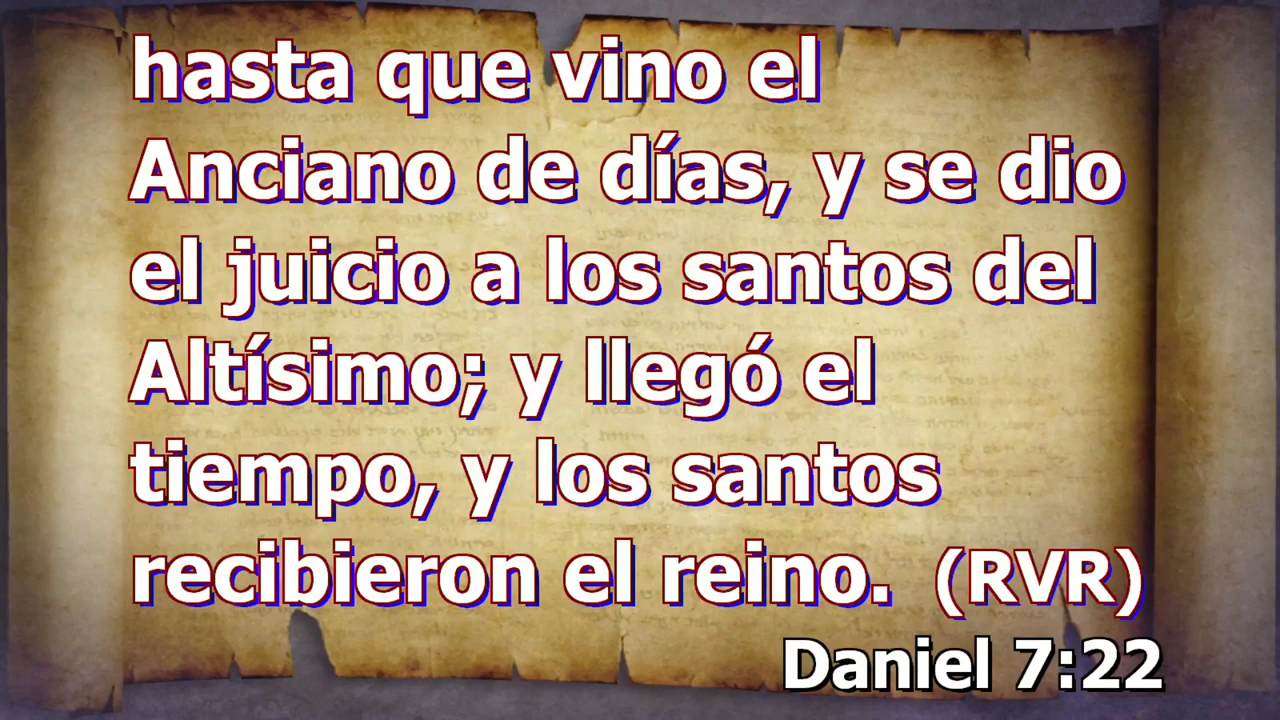 hasta que vino el
Anciano de días, y se dio
el juicio a los santos del
Altísimo; y llegó el
tiempo, y los santos
recibieron el reino. (RVR)
Daniel 7:22